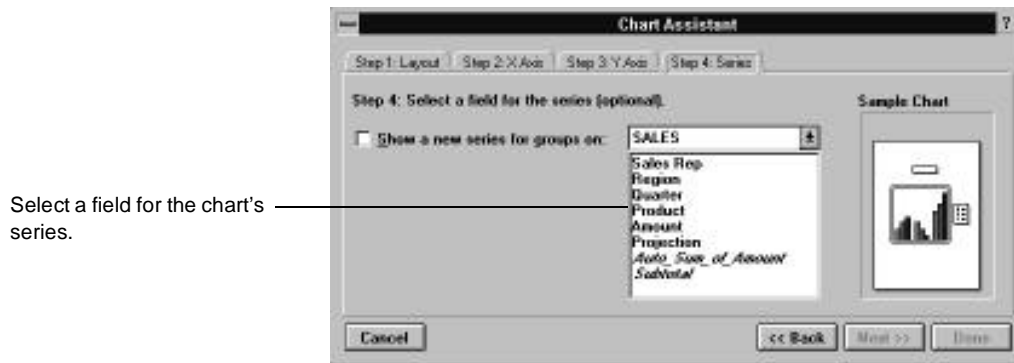 Chart Assistant ?
Step 1: Layout Step 2: X Axis Step 3: Y Axis Step 4: Series
Step 4: Select a field for the series (optional).
Sample Chart
Show a new series for groups on:
SALES
Sales Rep
Region
Quarter
Product
Amount
Projection
Auto_Sum_of_Amount
Subtotal
Select a field for the chart’s
series.
Cancel
<< Back
Next >>
Done